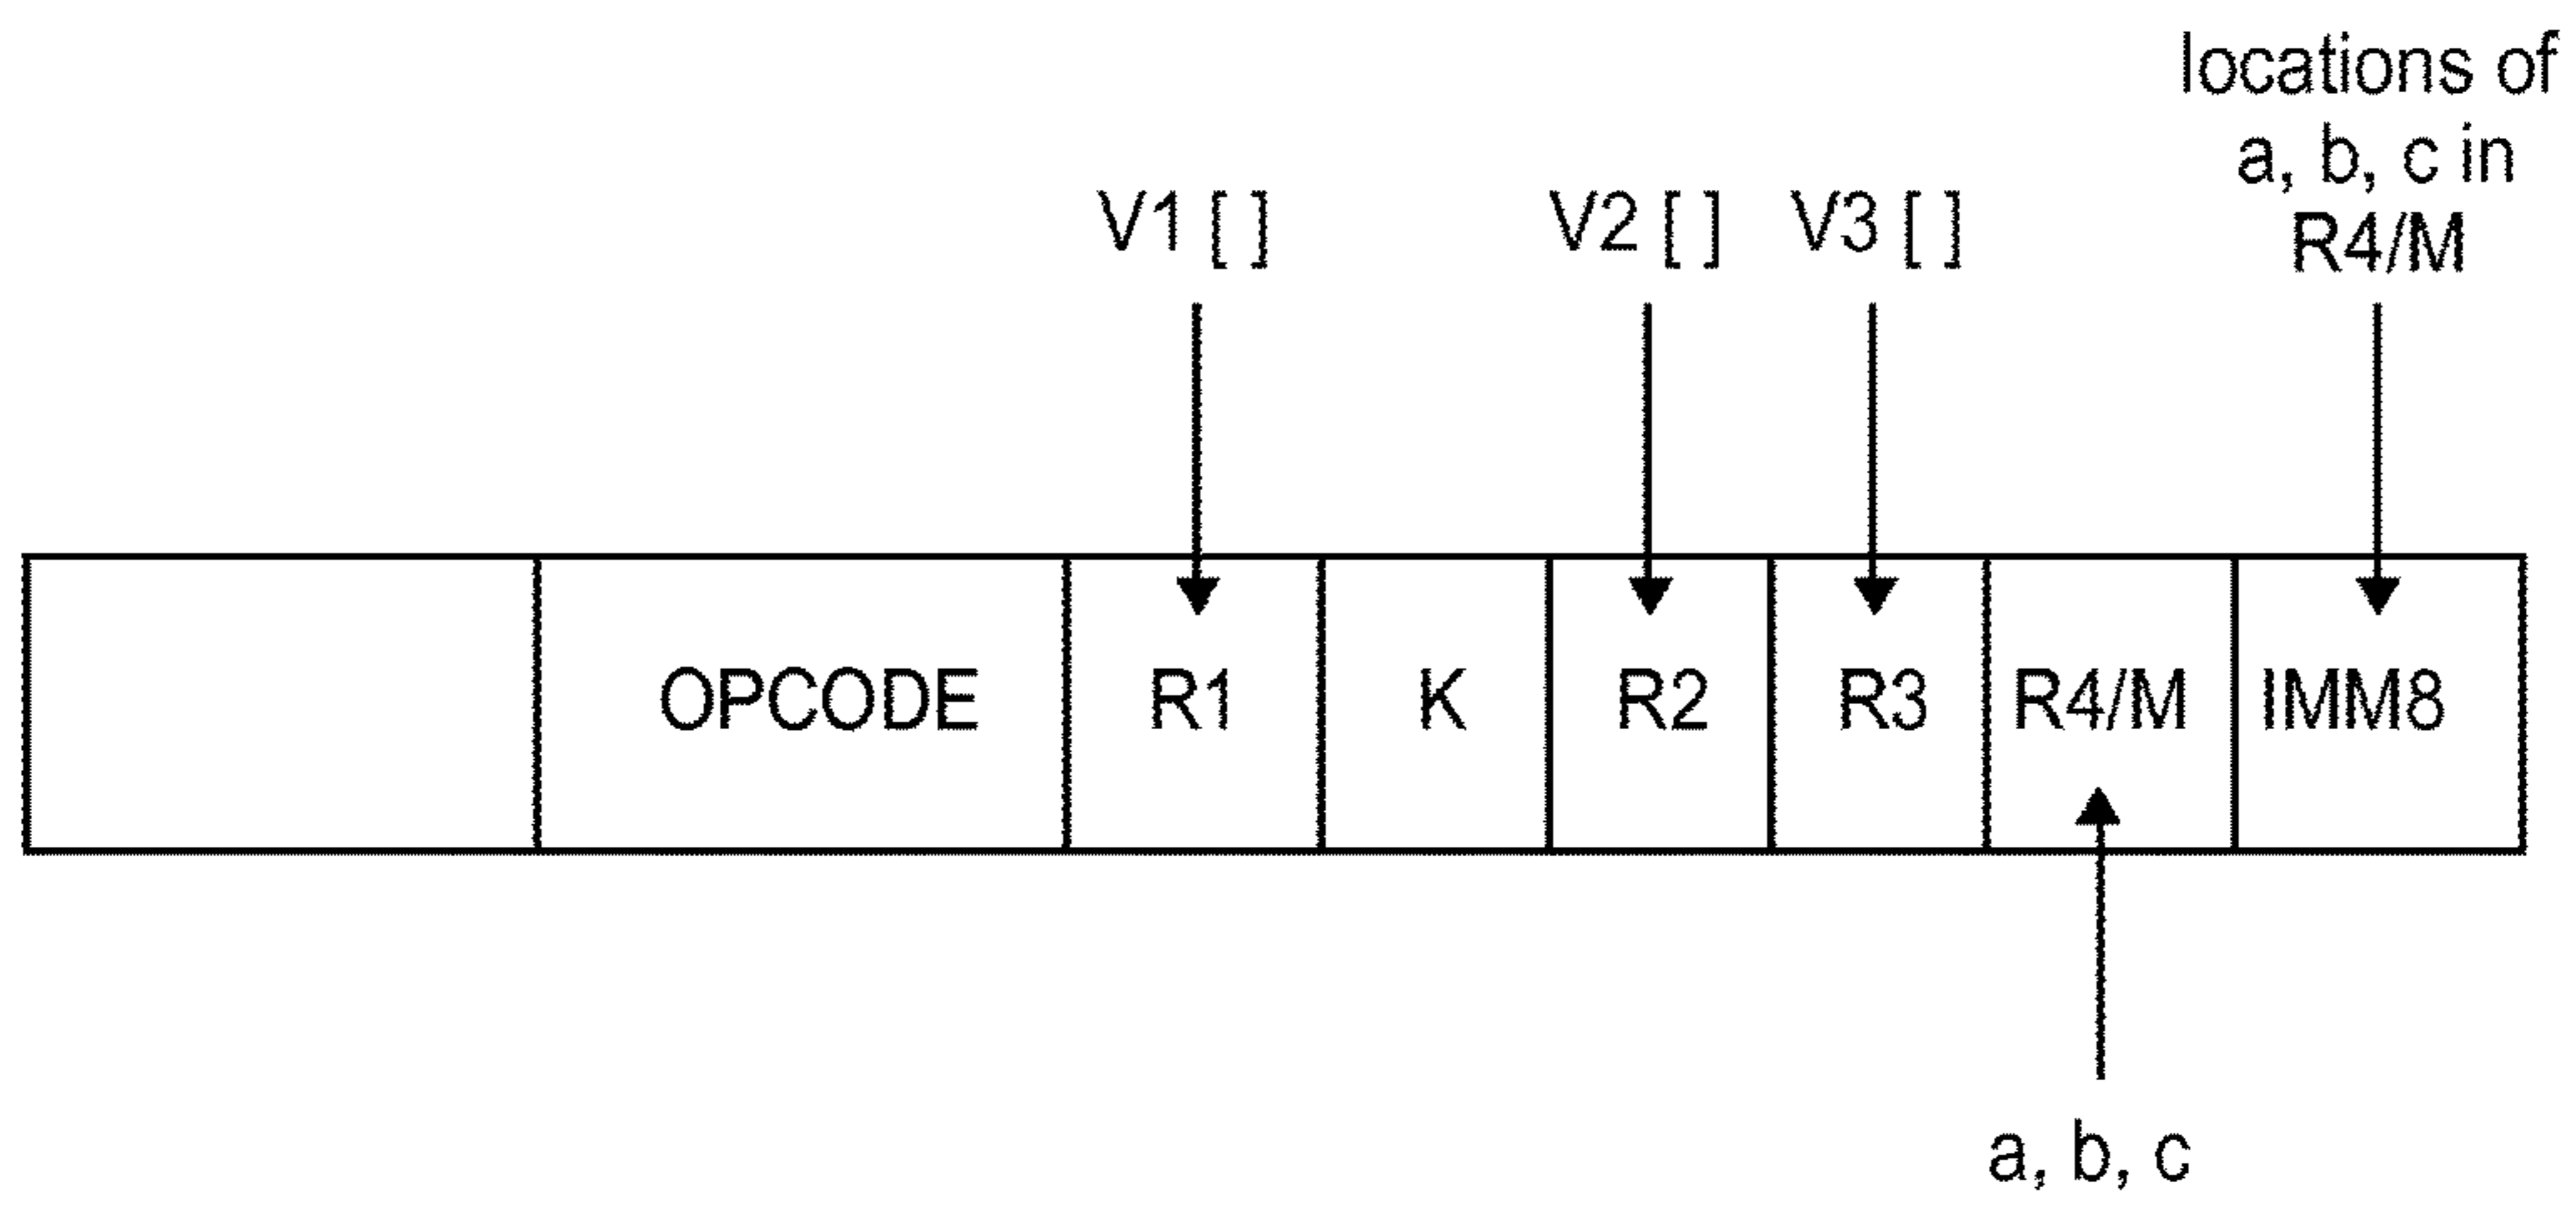 locations of
a, b, c in
R4/M
V1 [ ] V2 [ ] V3 [ ]
OPCODE R1 K R2 R3 R4/M IMM8
a, b, c